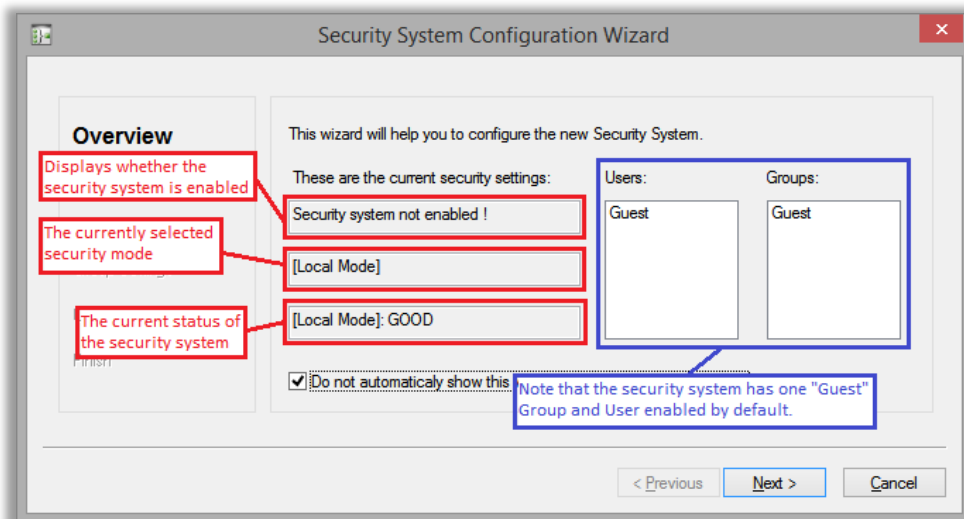 Security System Configuration Wizard
Overview
Displays whether the
security system is enabled
The currently selected
security mode
The current status of
the security system
Finish
This wizard will help you to configure the new Security System.
These are the current security settings:
Security system not enabled !
[Local Mode]
[Local Mode]: GOOD
Users:
Guest
Groups:
Guest
Do not automaticaly show this
Note that the security system has one "Guest"
Group and User enabled by default.
< Previous
Next >
Cancel